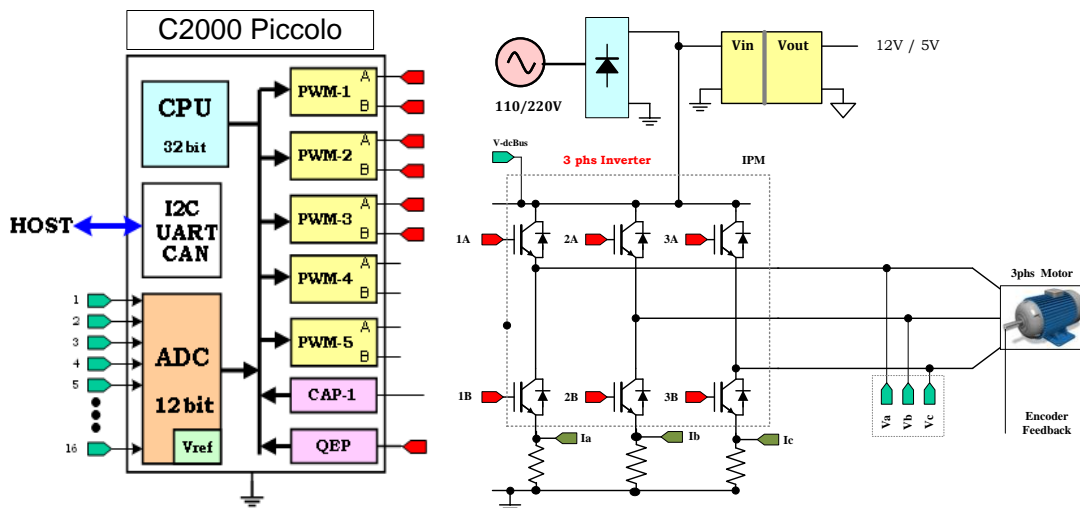 C2000 Piccolo
CPU
32bit
HOST
I2C
UART
CAN
1
2
3
4
5
16
ADC
12bit
Vref
PWM-1
A
B
PWM-2
A
B
PWM-3
A
B
PWM-4
A
B
PWM-5
A
B
CAP-1
QEP
110/220V
Vin
Vout
12V / 5V
V-dcBus
3 phs Inverter
IPM
1A
2A
3A
1B
2B
3B
Ia
Ib
Ic
3phs Motor
Va
Vb
Vc
Encoder
Feedback